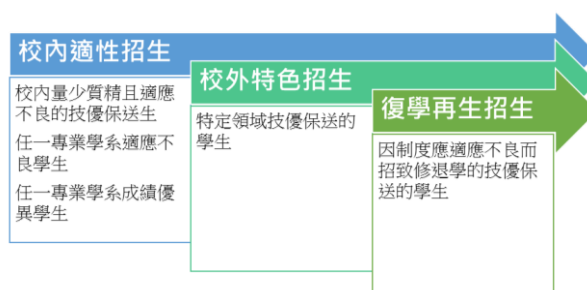 校內適性招生
校內量少質精且適應
不良的技優保送生
任一專業學系適應不
良學生
任一專業學系成績優
異學生
校外特色招生
特定領域技優保送的
學生
復學再生招生
因制度應適應不良而
招致修退學的技優保
送的學生